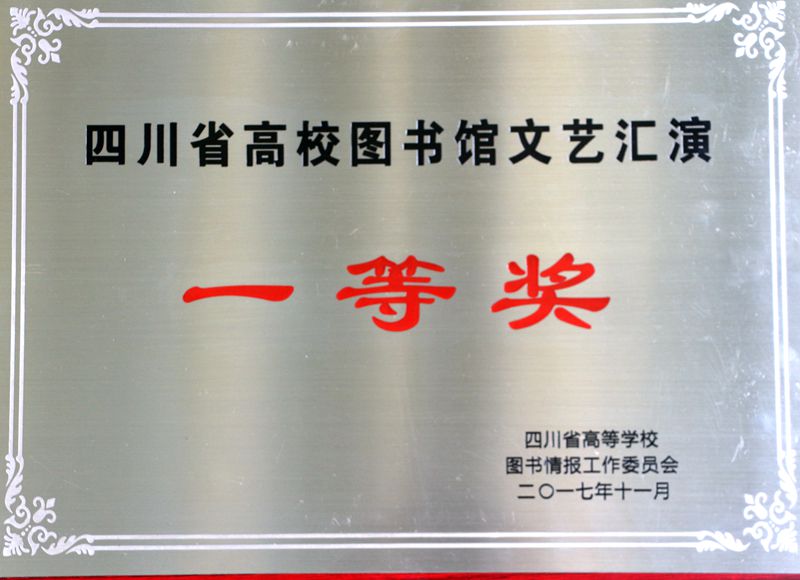 四川省高校图书馆文艺汇演
一等奖
四川省高等学校
图书情报工作委员会
二〇一七年十一月